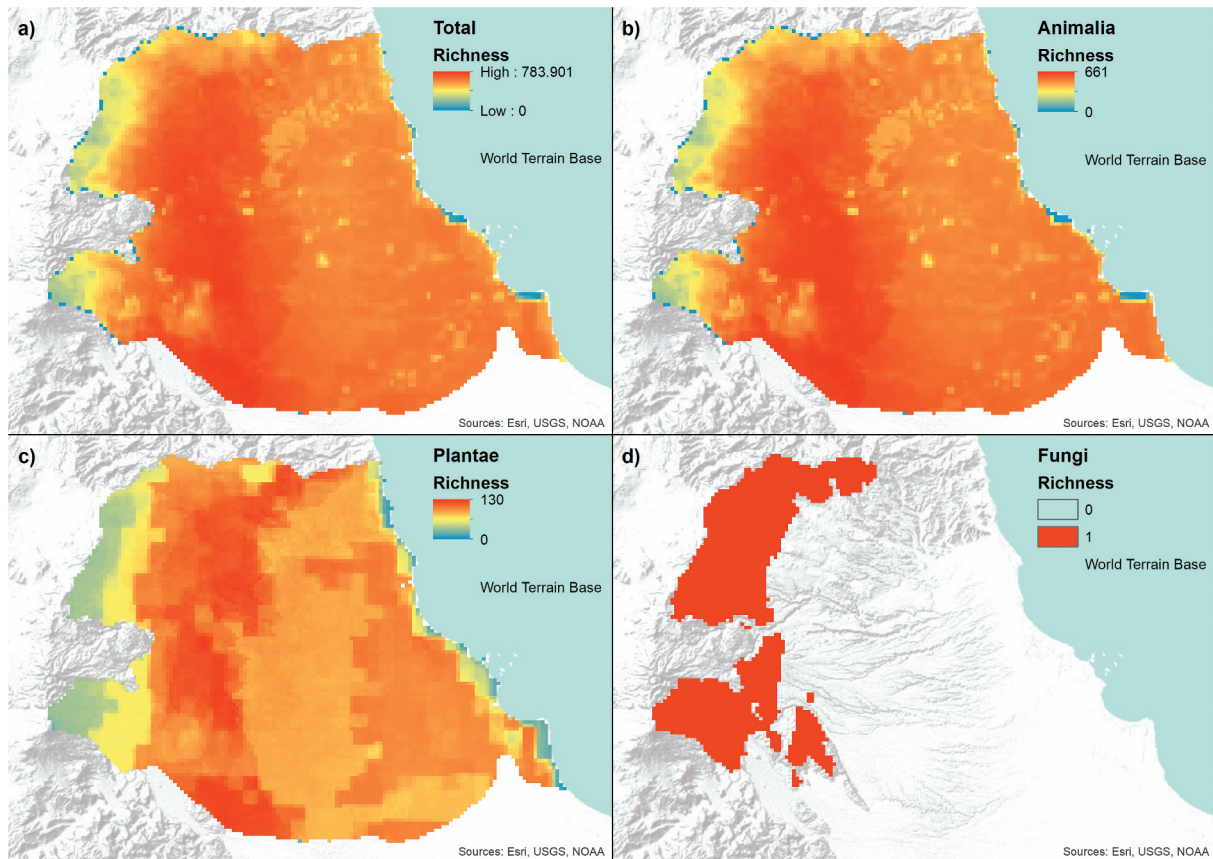 a)
Total
Richness
High : 783.901
Low : 0
World Terrain Base
Sources: Esri, USGS, NOAA
b)
Animalia
Richness
661
0
World Terrain Base
Sources: Esri, USGS, NOAA
c)
Plantae
Richness
130
0
World Terrain Base
Sources: Esri, USGS, NOAA
d)
Fungi
Richness
0
1
World Terrain Base
Sources: Esri, USGS, NOAA